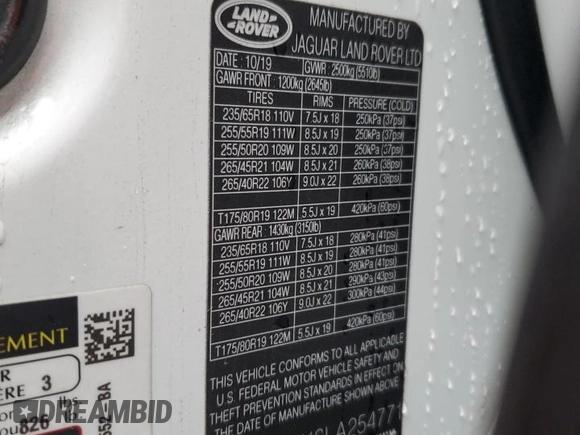 LAND
ROVER
MANUFACTURED BY
JAGUAR LAND ROVER LTD
DATE : 10/19 GVWR : 2500kg (5510lb)
GAWR FRONT : 1200kg (2645lb)
TIRES RIMS PRESSURE (COLD)
235/65R18 110V 7.5J x 18 250kPa (37psi)
255/55R19 111W 8.5J x 19 250kPa (37psi)
255/50R20 109W 8.5J x 20 250kPa (37psi)
265/45R21 104W 8.5J x 21 260kPa (38psi)
265/40R22 106Y 9.0J x 22 260kPa (38psi)
T175/80R19 122M 5.5J x 19 420kPa (60psi)
GAWR REAR : 1430kg (3150lb)
235/65R18 110V 7.5J x 18 280kPa (41psi)
255/55R19 111W 8.5J x 19 280kPa (41psi)
255/50R20 109W 8.5J x 20 280kPa (41psi)
265/45R21 104W 8.5J x 21 290kPa (43psi)
265/40R22 106Y 9.0J x 22 300kPa (44psi)
T175/80R19 122M 5.5J x 19 420kPa (60psi)
THIS VEHICLE CONFORMS TO ALL APPLICABLE
U.S. FEDERAL MOTOR VEHICLE SAFETY AND
THEFT PREVENTION STANDARDS IN EFFECT
LA254771
EMENT
R
ÈRE 3
lbs
ou 826
DREAMBID